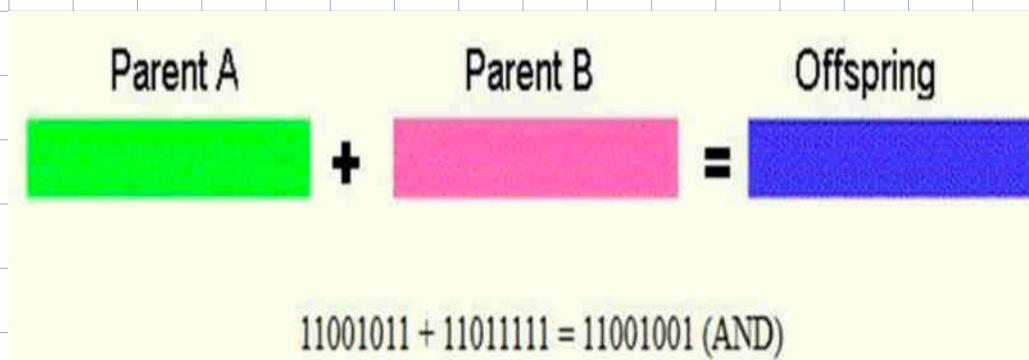 Parent A Parent B Offspring
+ =
11001011 + 11011111 = 11001001 (AND)